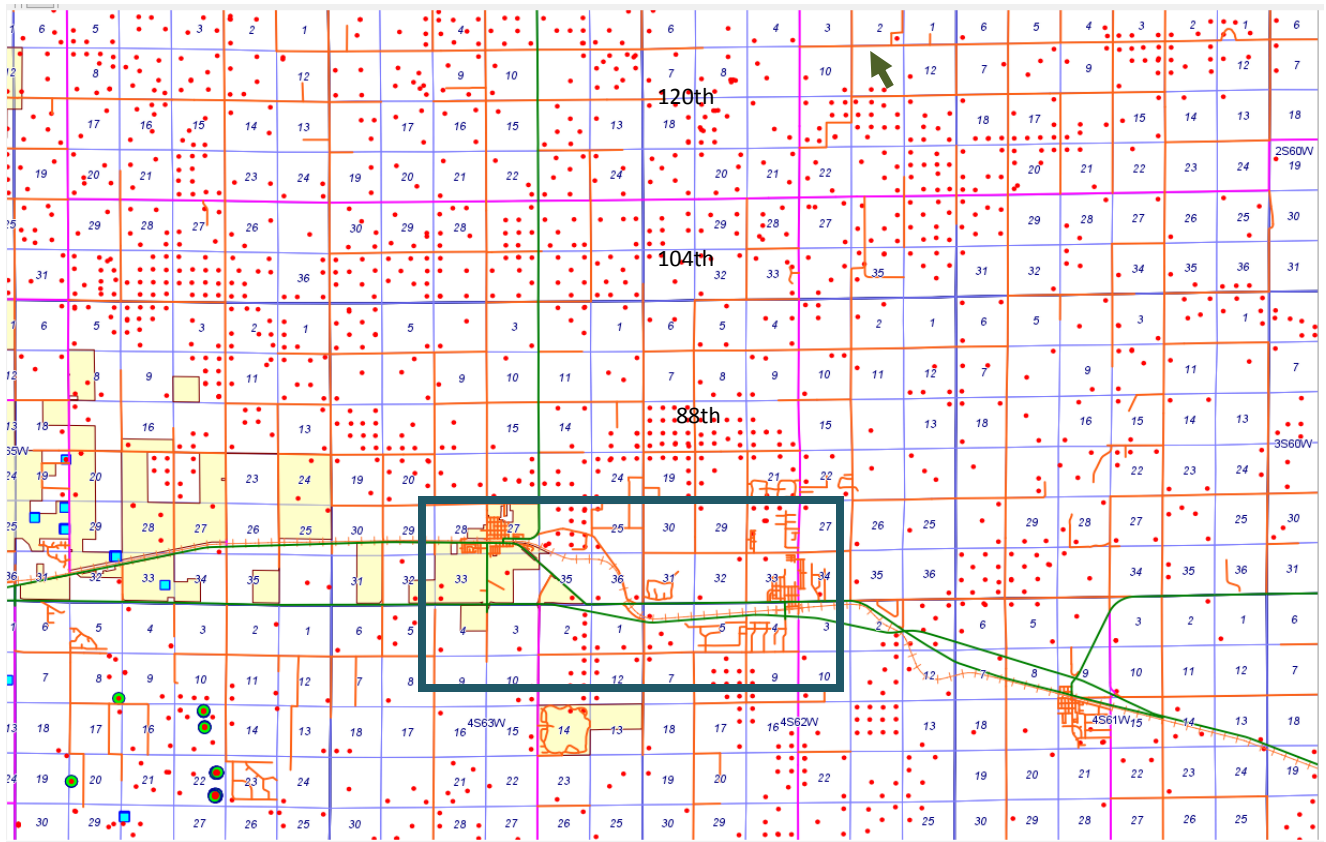 6 5 3 2 1 4 6 4 3 2 1 6 5 4 3 2 1 6
8 12 9 10 7 8 10 12 7 9 12 7
120th
17 16 15 14 13 17 16 15 13 18 18 17 15 14 13 18
2S60W
19 20 21 23 24 19 20 21 22 24 19 20 21 22 20 21 22 23 24 19
29 28 27 26 30 29 28 29 28 27 29 28 27 26 25 30
104th
31 36 32 33 35 31 32 34 35 36 31
6 5 3 2 1 5 3 1 6 5 4 2 1 6 5 3 1
8 9 11 9 10 11 7 8 9 10 11 12 7 9 11 7
88th
18 16 13 15 14 15 13 18 16 15 14 13
3S60W
24 19 20 23 24 19 20 24 19 21 22 22 23 24
25 29 28 27 26 25 30 29 28 27 25 30 29 27 26 25 29 28 27 25 30
31 32 33 34 35 31 32 33 35 36 31 32 33 34 35 36 34 35 36 31
6 5 4 3 2 1 6 5 4 3 2 1 5 4 3 2 6 5 3 2 1 6
7 8 9 10 11 12 7 8 9 10 12 7 9 10 12 7 8 9 10 11 12 7
4S63W 4S62W 4S61W
13 18 17 16 14 13 18 17 16 15 14 13 18 17 16 13 18 15 14 13 18
24 19 20 21 22 23 24 21 22 23 19 20 22 19 20 21 22 23 24 19
30 29 27 26 25 30 28 27 26 25 30 29 25 30 29 28 27 26 25